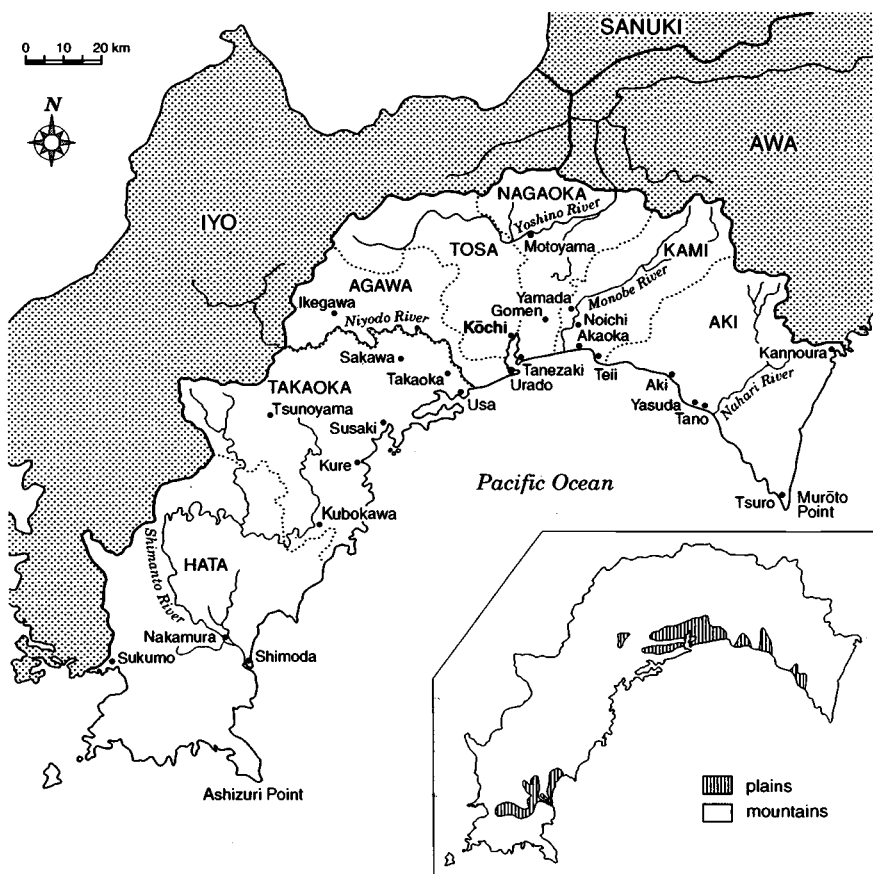 0 10 20 km
N
SANUKI
AWA
IYO
NAGAOKA
Yoshino River
Motoyama
TOSA
KAMI
AGAWA
Ikegawa
Niyodo River
Yamada
Monobe River
Gomen
Kōchi
Noichi
Akaoka
AKI
Kannoura
Sakawa
Takaoka
Tanezaki
Urado
Teii
Aki
Yasuda
Tano
Nahari River
TAKAOKA
Tsunoyama
Usa
Susaki
Kure
Kubokawa
Pacific Ocean
Tsuro
Murōto
Point
HATA
Shimanto River
Nakamura
Sukumo
Shimoda
Ashizuri Point
plains
mountains